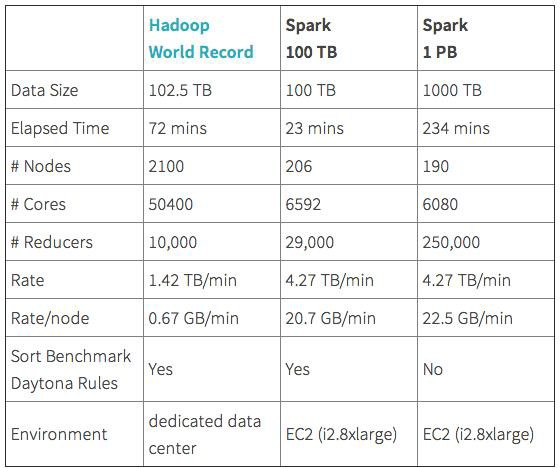 Hadoop World Record Spark 100 TB Spark 1 PB
Data Size 102.5 TB 100 TB 1000 TB
Elapsed Time 72 mins 23 mins 234 mins
# Nodes 2100 206 190
# Cores 50400 6592 6080
# Reducers 10,000 29,000 250,000
Rate 1.42 TB/min 4.27 TB/min 4.27 TB/min
Rate/node 0.67 GB/min 20.7 GB/min 22.5 GB/min
Sort Benchmark Daytona Rules Yes Yes No
Environment dedicated data center EC2 (i2.8xlarge) EC2 (i2.8xlarge)